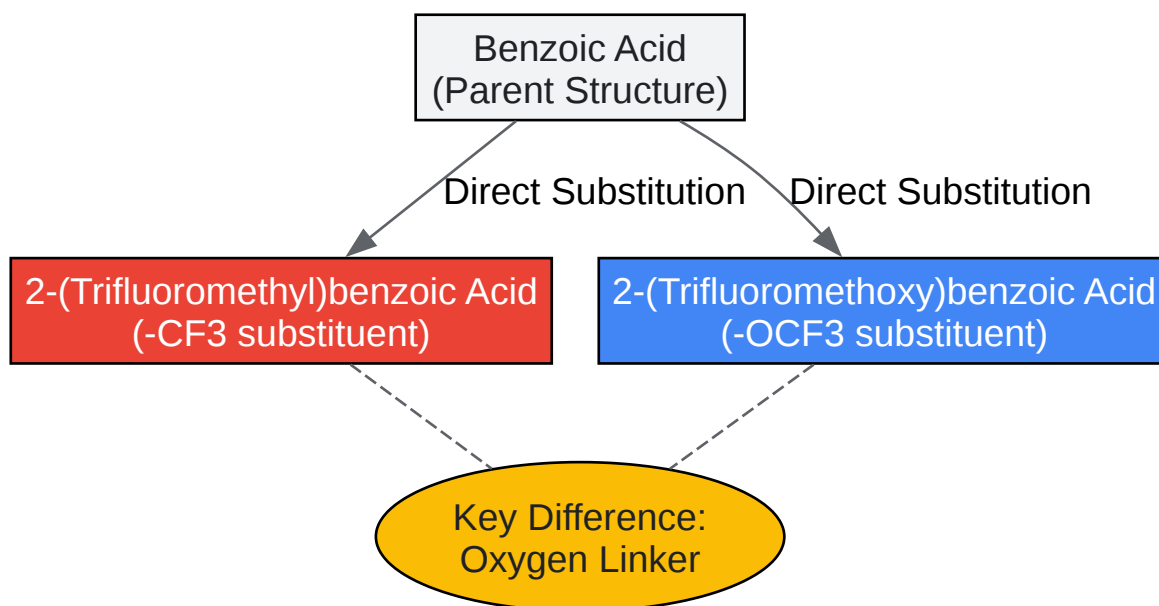 Benzoic Acid
(Parent Structure)
Direct Substitution
Direct Substitution
2-(Trifluoromethyl)benzoic Acid
(-CF3 substituent)
2-(Trifluoromethoxy)benzoic Acid
(-OCF3 substituent)
Key Difference:
Oxygen Linker